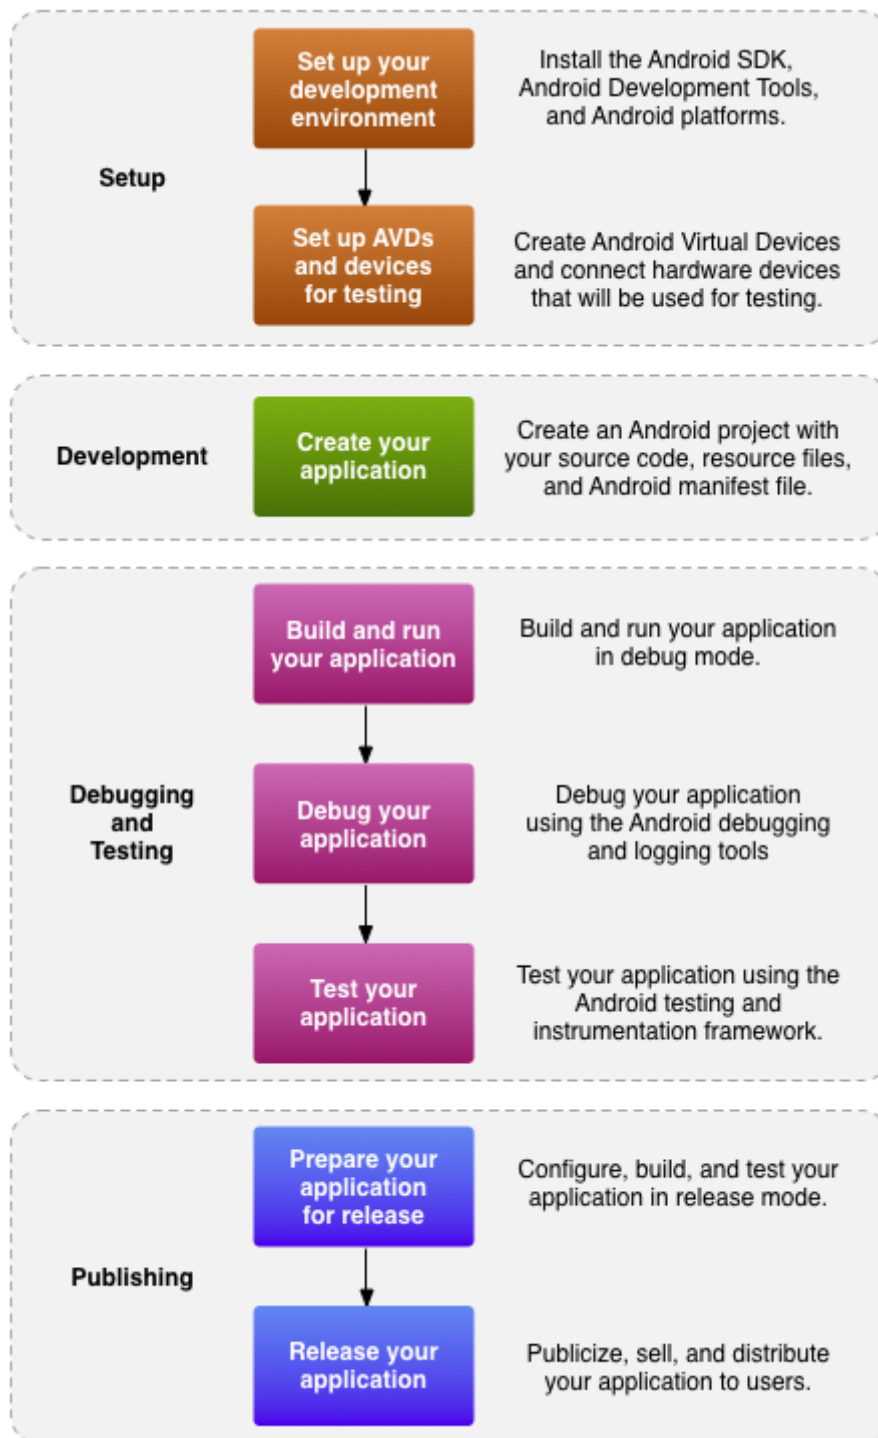 Set up your
development
environment
Install the Android SDK,
Android Development Tools,
and Android platforms.
Setup
Set up AVDs
and devices
for testing
Create Android Virtual Devices
and connect hardware devices
that will be used for testing.
Development
Create your
application
Create an Android project with
your source code, resource files,
and Android manifest file.
Build and run
your application
Build and run your application
in debug mode.
Debugging
and
Testing
Debug your
application
Debug your application
using the Android debugging
and logging tools
Test your
application
Test your application using the
Android testing and
instrumentation framework.
Prepare your
application
for release
Configure, build, and test your
application in release mode.
Publishing
Release your
application
Publicize, sell, and distribute
your application to users.